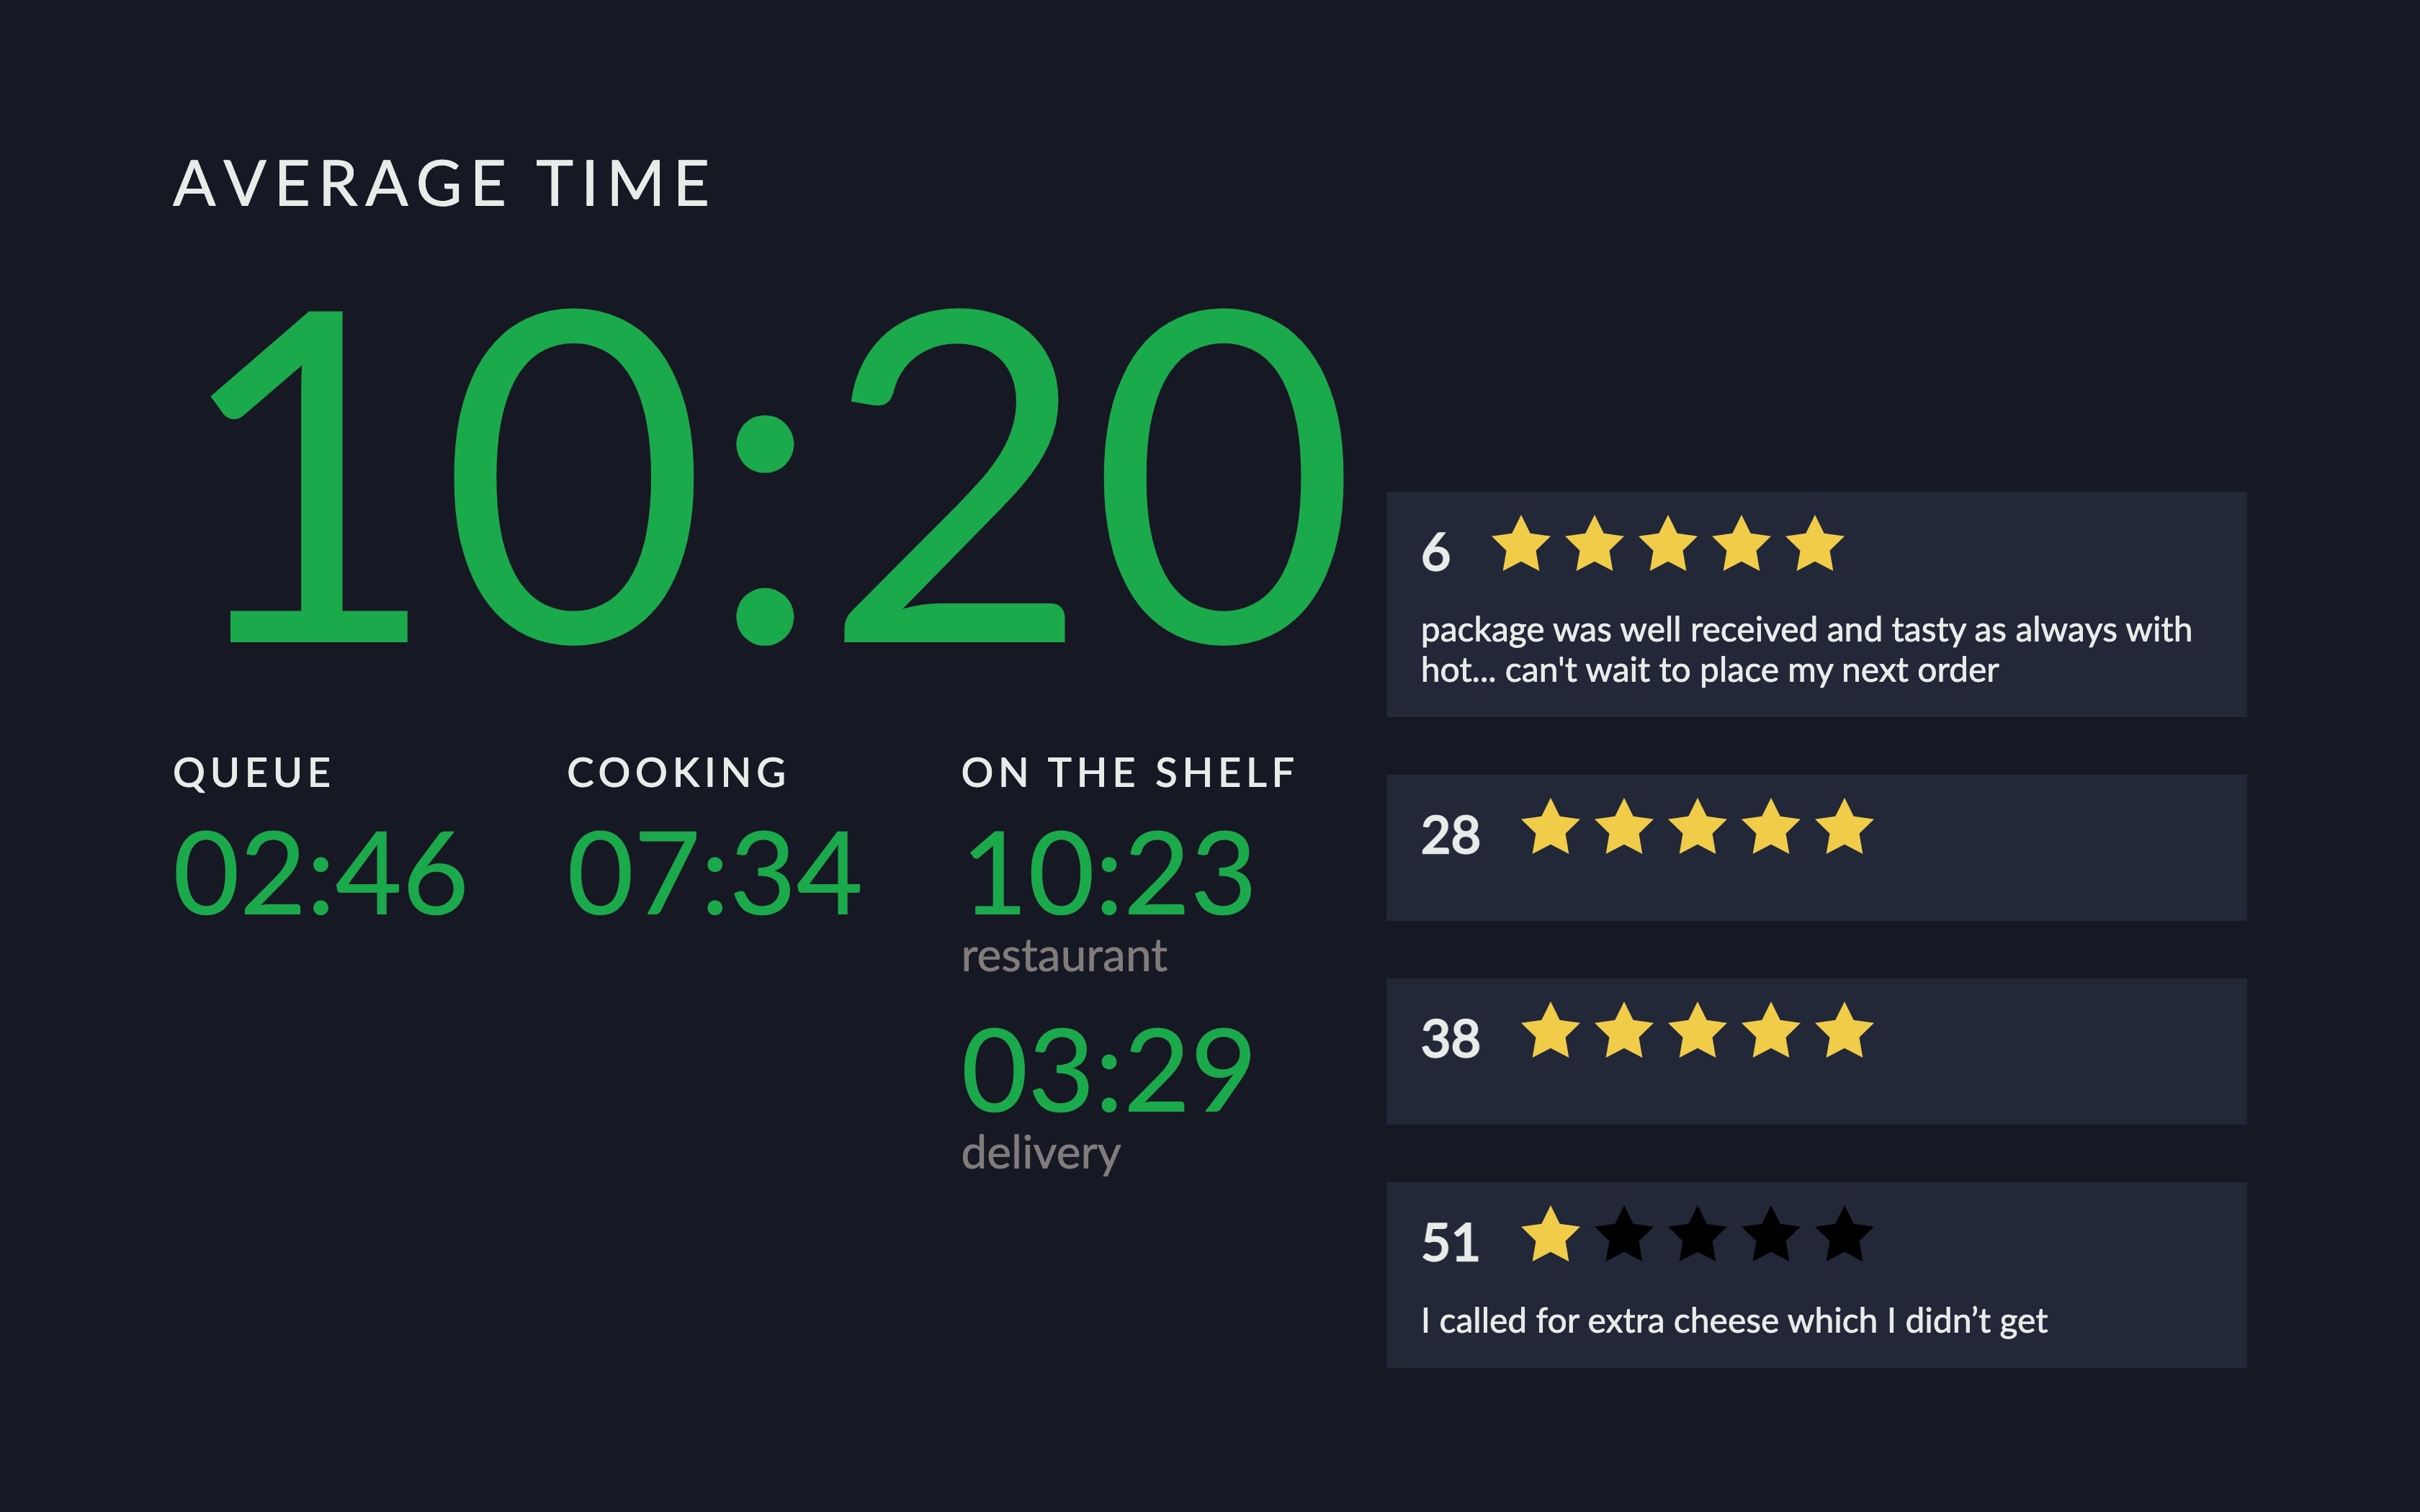 AVERAGE TIME
10:20
QUEUE
02:46
COOKING
07:34
ON THE SHELF
10:23
restaurant
03:29
delivery
6
package was well received and tasty as always with
hot... can't wait to place my next order
28
38
51
I called for extra cheese which I didn’t get